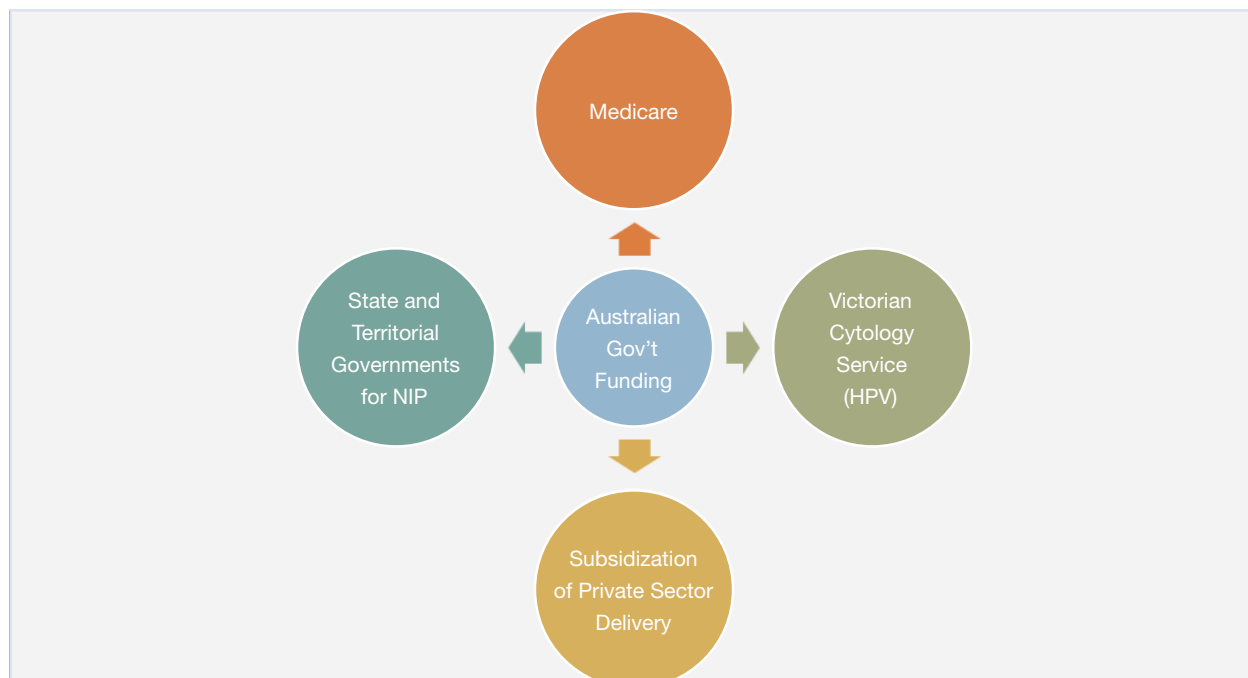 Medicare
State and
Territorial
Governments
for NIP
Australian
Gov’t
Funding
Victorian
Cytology
Service
(HPV)
Subsidization
of Private Sector
Delivery